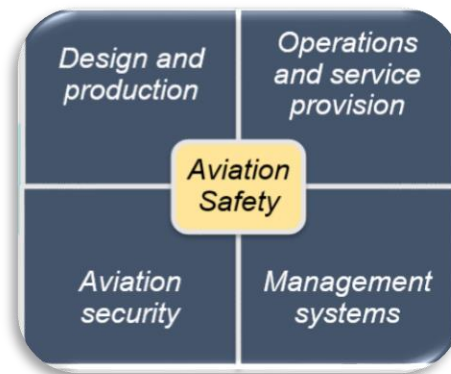 Design and
production
Operations
and service
provision
Aviation
Safety
Aviation
security
Management
systems